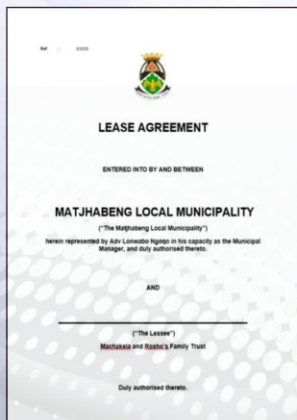 Ref :
LEASE AGREEMENT
ENTERED INTO BY AND BETWEEN
MATJHABENG LOCAL MUNICIPALITY
("The Matjhabeng Local Municipality")
herein represented by Adv Lonwabo Ngoqo in his capacity as the Municipal
Manager, and duly authorised thereto.
AND
("The Lessee")
Machakela and Rosho's Family Trust
Duly authorised thereto.